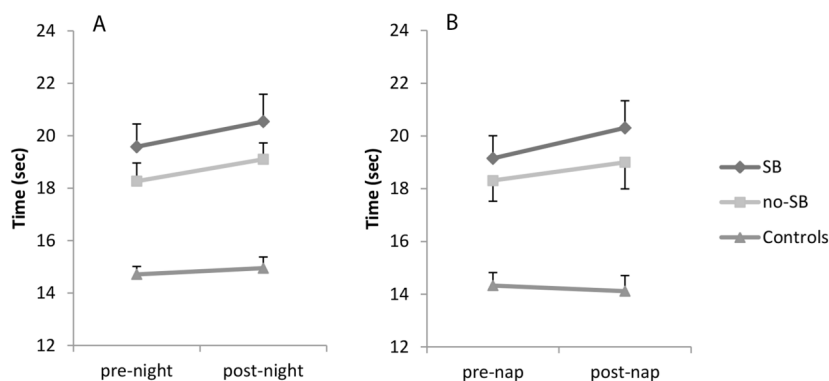 A
24
22
20
18
16
14
12
Time (sec)
pre-night post-night
B
24
22
20
18
16
14
12
Time (sec)
pre-nap post-nap
SB
no-SB
Controls